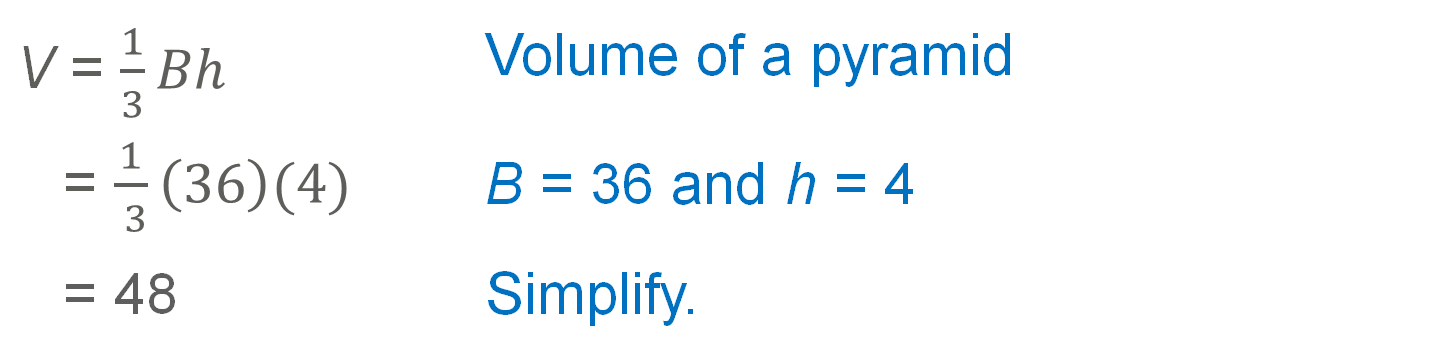 V = 1/3 Bh Volume of a pyramid
= 1/3 (36)(4) B = 36 and h = 4
= 48 Simplify.